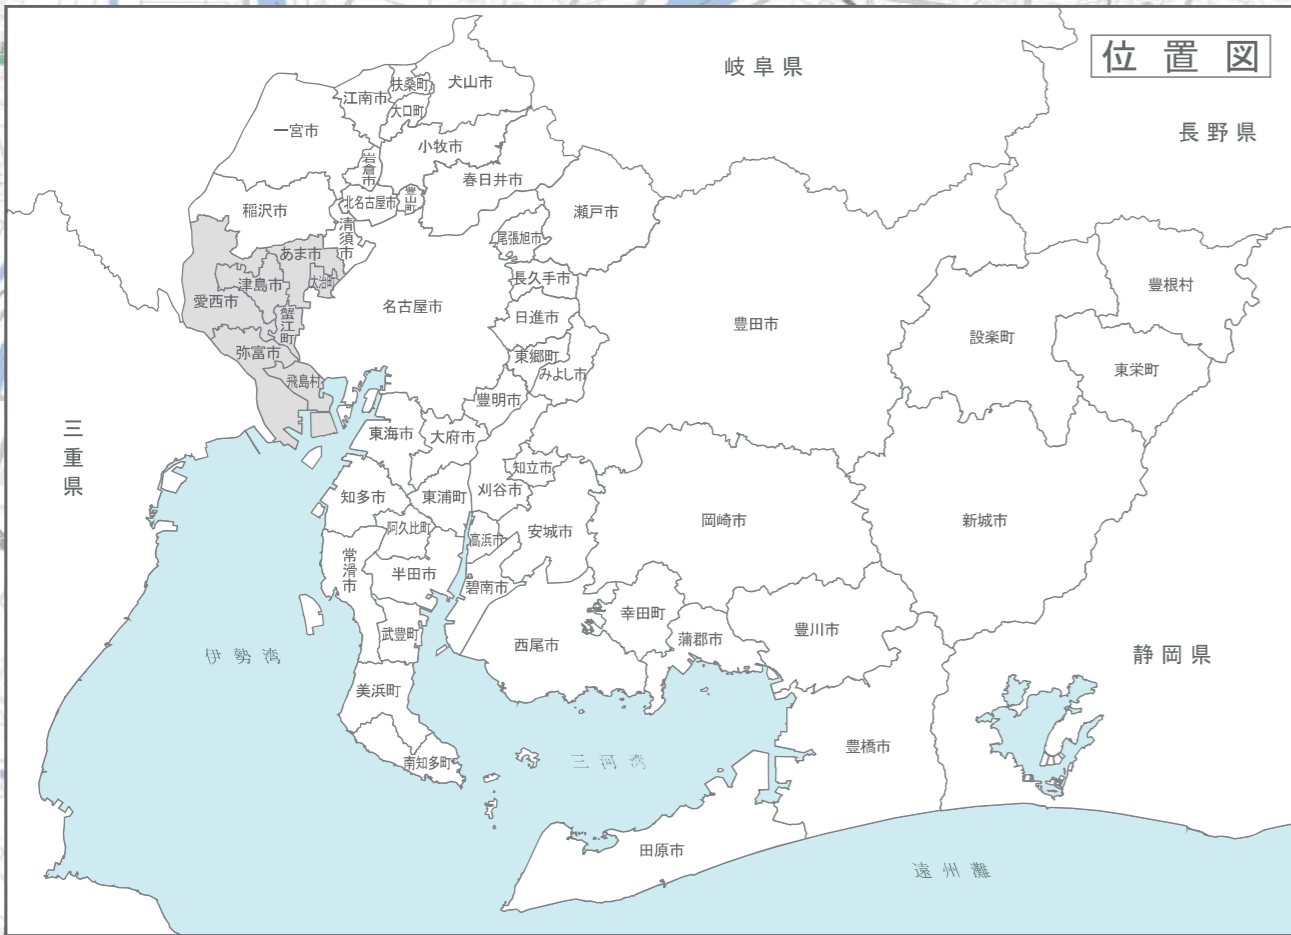 位置図
岐阜県
長野県
三重県
静岡県
扶桑町
犬山市
江南市
大口町
一宮市
小牧市
岩倉市
春日井市
豊山町
北名古屋市
稲沢市
瀬戸市
清須市
尾張旭市
あま市
大治町
津島市
長久手市
愛西市
名古屋市
蟹江町
日進市
豊田市
豊根村
設楽町
弥富市
東郷町
東栄町
みよし市
飛島村
豊明市
東海市
大府市
知立市
知多市
東浦町
刈谷市
岡崎市
新城市
阿久比町
安城市
高浜市
常滑市
半田市
碧南市
幸田町
武豊町
西尾市
蒲郡市
豊川市
伊勢湾
美浜町
豊橋市
南知多町
三河湾
田原市
遠州灘